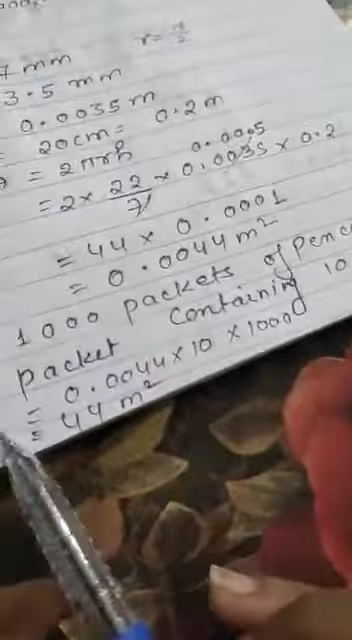 7 mm
3.5 mm
0.0035 m
= 20cm = 0.2 m
= 2πrh
0.0005
= 2 × 22/7 × 0.0035 × 0.2
= 44 × 0.0001
= 0.0044 m²
1000 packets of penc
packet containing 10
= 0.0044 × 10 × 1000
= 44 m²